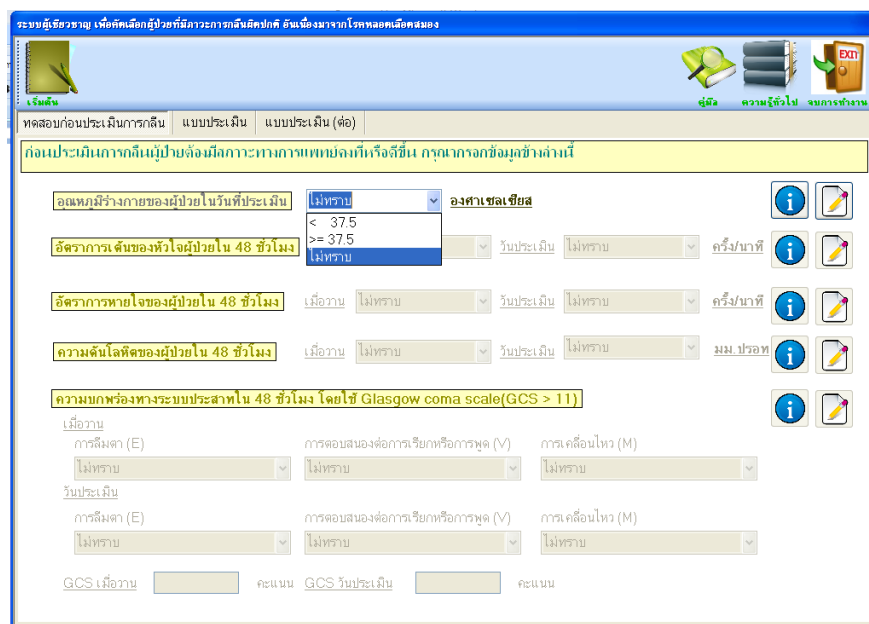 ระบบผู้เชี่ยวชาญ เพื่อคัดเลือกผู้ป่วยที่มีภาวะการกลืนผิดปกติ อันเนื่องมาจากโรคหลอดเลือดสมอง
EXIT
เริ่มต้น คู่มือ ความรู้ทั่วไป จบการทำงาน
ทดสอบก่อนประเมินการกลืน แบบประเมิน แบบประเมิน (ต่อ)
ก่อนประเมินการกลืนผู้ป่วยต้องมีสภาวะทางการแพทย์คงที่หรือดีขึ้น กรุณากรอกข้อมูลข้างล่างนี้
อุณหภูมิร่างกายของผู้ป่วยในวันที่ประเมิน ไม่ทราบ องศาเซลเซียส
< 37.5
>= 37.5
ไม่ทราบ
อัตราการเต้นของหัวใจผู้ป่วยใน 48 ชั่วโมง วันประเมิน ไม่ทราบ ครั้ง/นาที
อัตราการหายใจของผู้ป่วยใน 48 ชั่วโมง เมื่อวาน ไม่ทราบ วันประเมิน ไม่ทราบ ครั้ง/นาที
ความดันโลหิตของผู้ป่วยใน 48 ชั่วโมง เมื่อวาน ไม่ทราบ วันประเมิน ไม่ทราบ มม.ปรอท
ความบกพร่องทางระบบประสาทใน 48 ชั่วโมง โดยใช้ Glasgow coma scale(GCS > 11)
เมื่อวาน
การลืมตา (E) การตอบสนองต่อการเรียกหรือการพูด (V) การเคลื่อนไหว (M)
ไม่ทราบ ไม่ทราบ ไม่ทราบ
วันประเมิน
การลืมตา (E) การตอบสนองต่อการเรียกหรือการพูด (V) การเคลื่อนไหว (M)
ไม่ทราบ ไม่ทราบ ไม่ทราบ
GCS เมื่อวาน คะแนน GCS วันประเมิน คะแนน